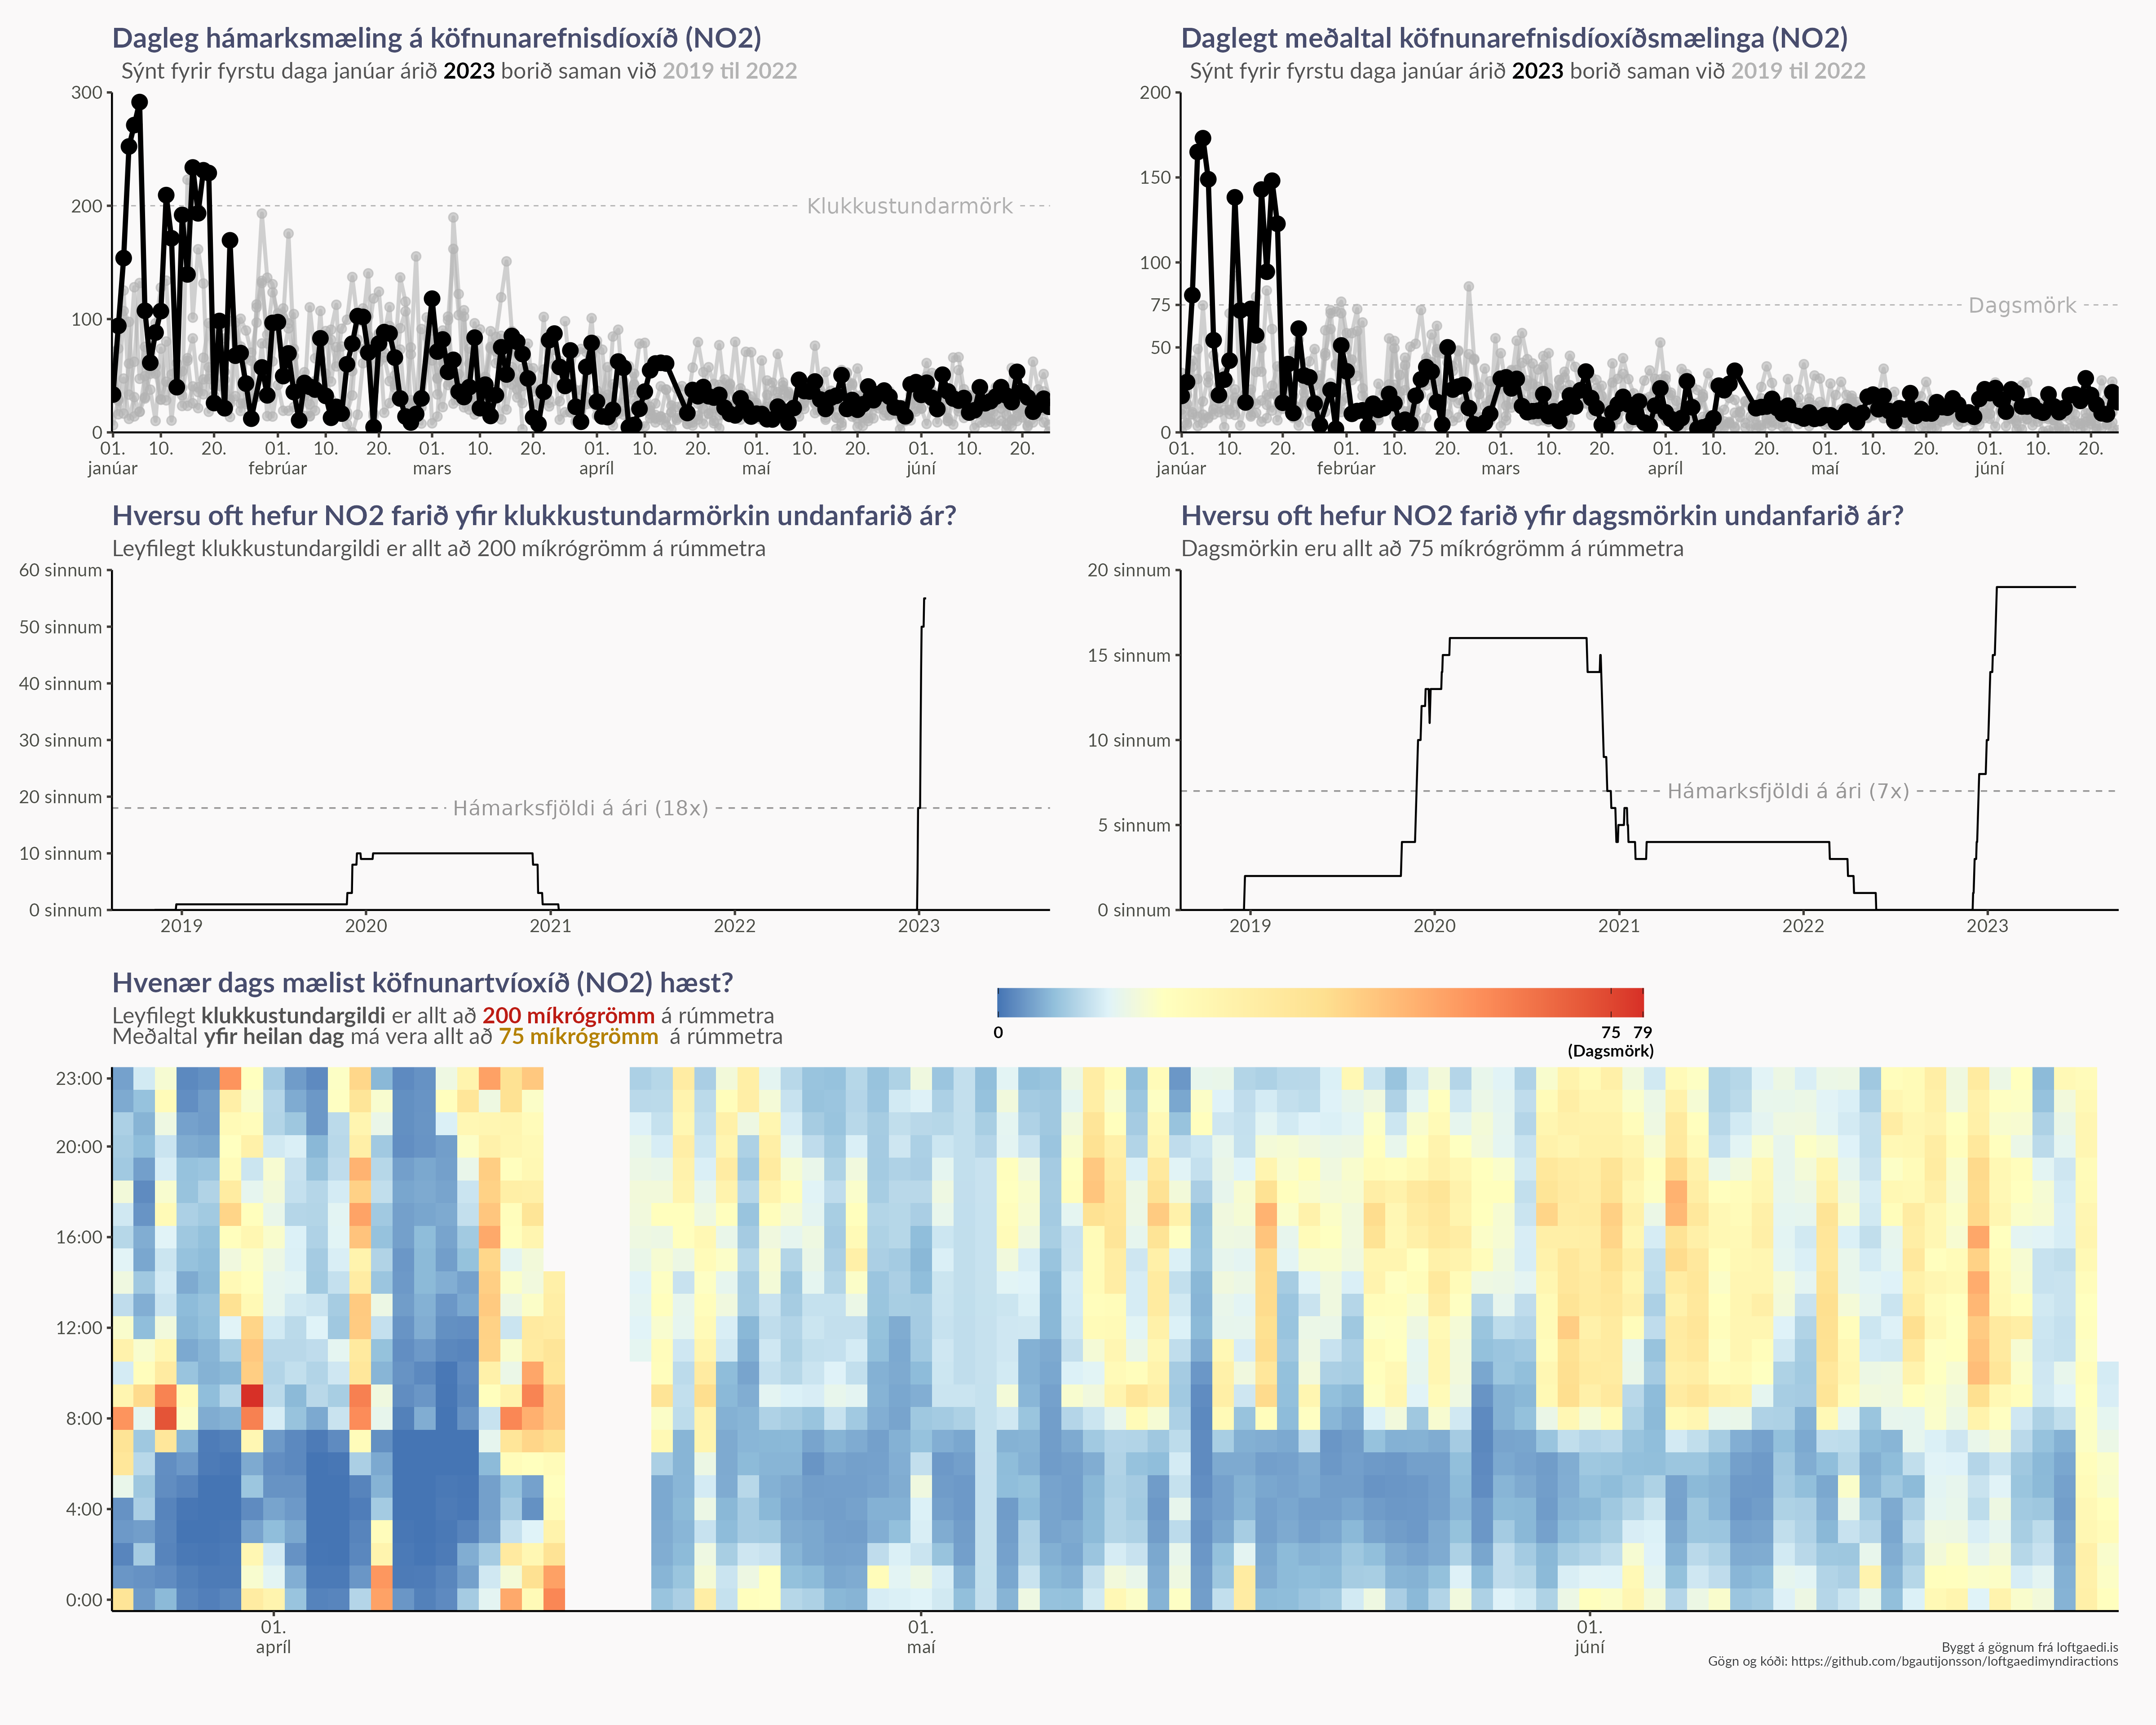 Dagleg hámarksmæling á köfnunarefnisdíoxíð (NO2)
Sýnt fyrir fyrstu daga janúar árið 2023 borið saman við 2019 til 2022
300
200
100
0
Klukkustundarmörk
01. 10. 20. 01. 10. 20. 01. 10. 20. 01. 10. 20. 01. 10. 20. 01. 10. 20.
janúar febrúar mars apríl maí júní
Daglegt meðaltal köfnunarefnisdíoxíðsmælinga (NO2)
Sýnt fyrir fyrstu daga janúar árið 2023 borið saman við 2019 til 2022
200
150
100
75
50
0
Dagsmörk
01. 10. 20. 01. 10. 20. 01. 10. 20. 01. 10. 20. 01. 10. 20. 01. 10. 20.
janúar febrúar mars apríl maí júní
Hversu oft hefur NO2 farið yfir klukkustundarmörkin undanfarið ár?
Leyfilegt klukkustundargildi er allt að 200 míkrógrömm á rúmmetra
60 sinnum
50 sinnum
40 sinnum
30 sinnum
20 sinnum
10 sinnum
0 sinnum
Hámarksfjöldi á ári (18x)
2019 2020 2021 2022 2023
Hversu oft hefur NO2 farið yfir dagsmörkin undanfarið ár?
Dagsmörkin eru allt að 75 míkrógrömm á rúmmetra
20 sinnum
15 sinnum
10 sinnum
5 sinnum
0 sinnum
Hámarksfjöldi á ári (7x)
2019 2020 2021 2022 2023
Hvenær dags mælist köfnunartvíoxíð (NO2) hæst?
Leyfilegt klukkustundargildi er allt að 200 míkrógrömm á rúmmetra
Meðaltal yfir heilan dag má vera allt að 75 míkrógrömm á rúmmetra
0 75 79
(Dagsmörk)
23:00
20:00
16:00
12:00
8:00
4:00
0:00
01. 01. 01.
apríl maí júní
Byggt á gögnum frá loftgaedi.is
Gögn og kóði: https://github.com/bgautijonsson/loftgaedimyndiractions